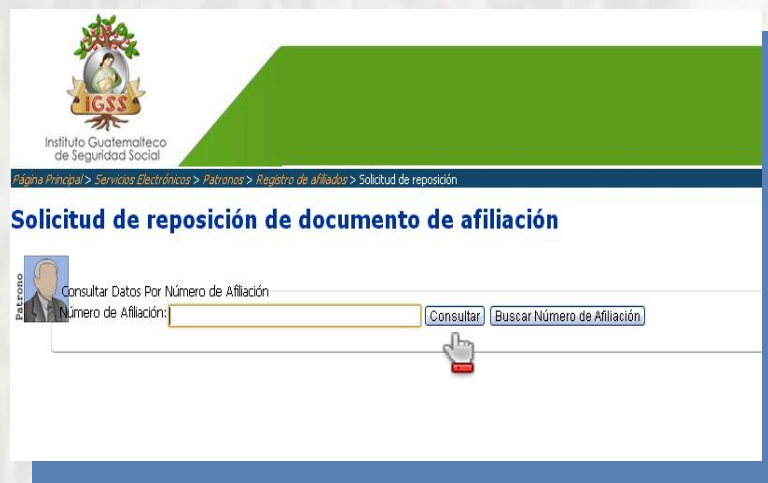 IGSS
Instituto Guatemalteco
de Seguridad Social
Página Principal > Servicios Electrónicos > Patronos > Registro de afiliados > Solicitud de reposición
Solicitud de reposición de documento de afiliación
Patrono
Consultar Datos Por Número de Afiliación
Número de Afiliación: Consultar Buscar Número de Afiliación